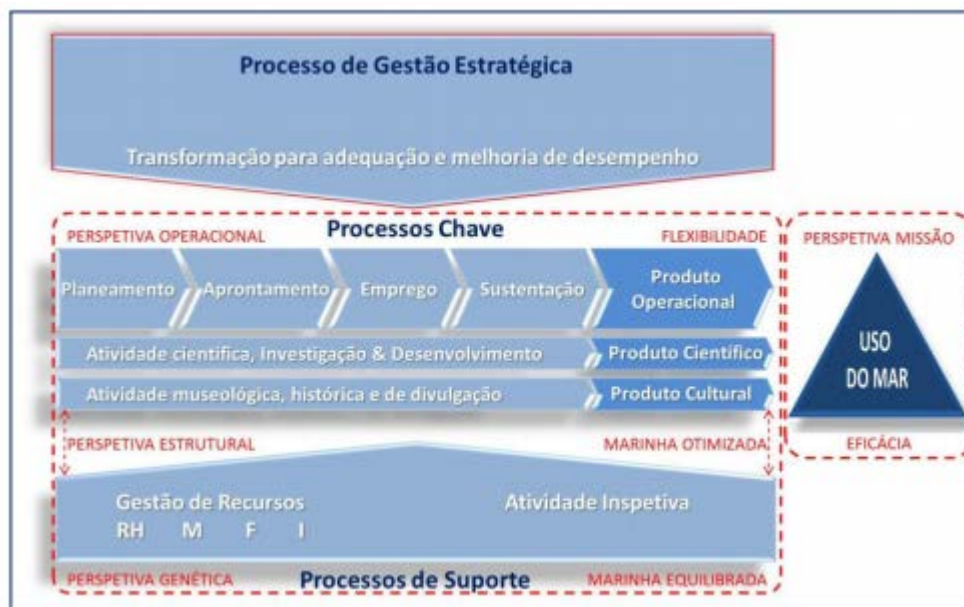 Processo de Gestão Estratégica
Transformação para adequação e melhoria de desempenho
Processos Chave
PERSPETIVA OPERACIONAL
FLEXIBILIDADE
Planeamento
Aprontamento
Emprego
Sustentação
Produto
Operacional
Atividade científica, Investigação & Desenvolvimento
Produto Científico
Atividade museológica, histórica e de divulgação
Produto Cultural
PERSPETIVA ESTRUTURAL
MARINHA OTIMIZADA
Gestão de Recursos
RH M F I
Atividade Inspetiva
PERSPETIVA GENÉTICA
Processos de Suporte
MARINHA EQUILIBRADA
PERSPETIVA MISSÃO
USO
DO MAR
EFICÁCIA